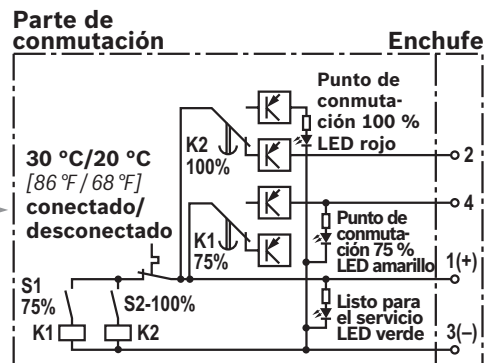 Parte de
conmutación
Enchufe
Punto de
conmuta-
ción 100 %
LED rojo
K2
100%
2
30 °C/20 °C
[86 °F / 68 °F]
conectado/
desconectado
4
K1
75%
Punto de
conmuta-
ción 75 %
LED amarillo
1(+)
S1
75%
S2-100%
Listo para
el servicio
LED verde
K1
K2
3(–)